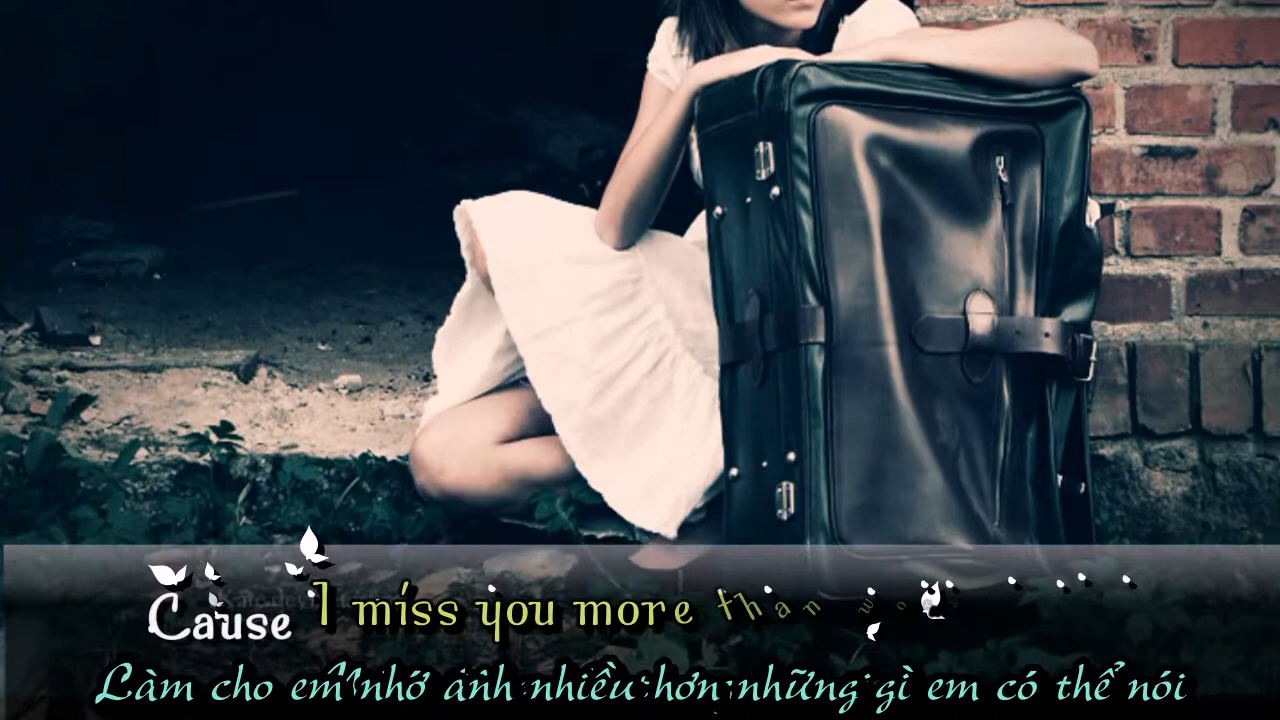 Cause I miss you more than
Làm cho em nhớ anh nhiều hơn những gì em có thể nói